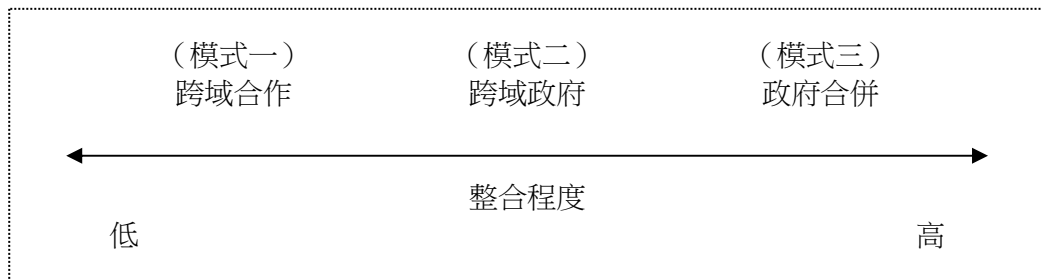 （模式一） （模式二） （模式三）
跨域合作 跨域政府 政府合併
整合程度
低 高